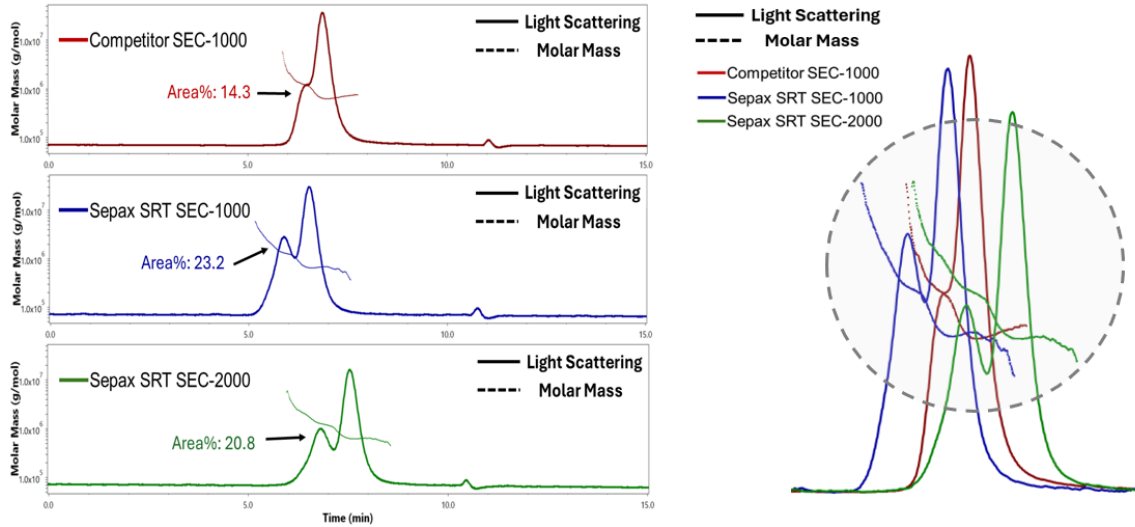 Light Scattering
Molar Mass
Competitor SEC-1000
Area%: 14.3
Molar Mass (g/mol)
1.0x10⁷
1.0x10⁶
1.0x10⁵
0.0
5.0
10.0
15.0
Light Scattering
Molar Mass
Sepax SRT SEC-1000
Area%: 23.2
Molar Mass (g/mol)
1.0x10⁷
1.0x10⁶
1.0x10⁵
0.0
5.0
10.0
15.0
Light Scattering
Molar Mass
Sepax SRT SEC-2000
Area%: 20.8
Molar Mass (g/mol)
1.0x10⁷
1.0x10⁶
1.0x10⁵
0.0
5.0
10.0
15.0
Time (min)
Light Scattering
Molar Mass
Competitor SEC-1000
Sepax SRT SEC-1000
Sepax SRT SEC-2000